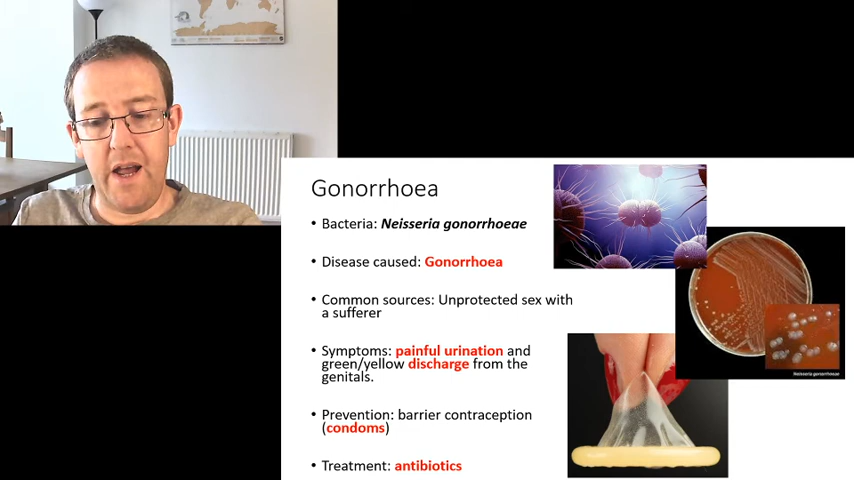 Gonorrhoea
• Bacteria: Neisseria gonorrhoeae
• Disease caused: Gonorrhoea
• Common sources: Unprotected sex with
a sufferer
• Symptoms: painful urination and
green/yellow discharge from the
genitals.
• Prevention: barrier contraception
(condoms)
• Treatment: antibiotics
Neisseria gonorrhoeae